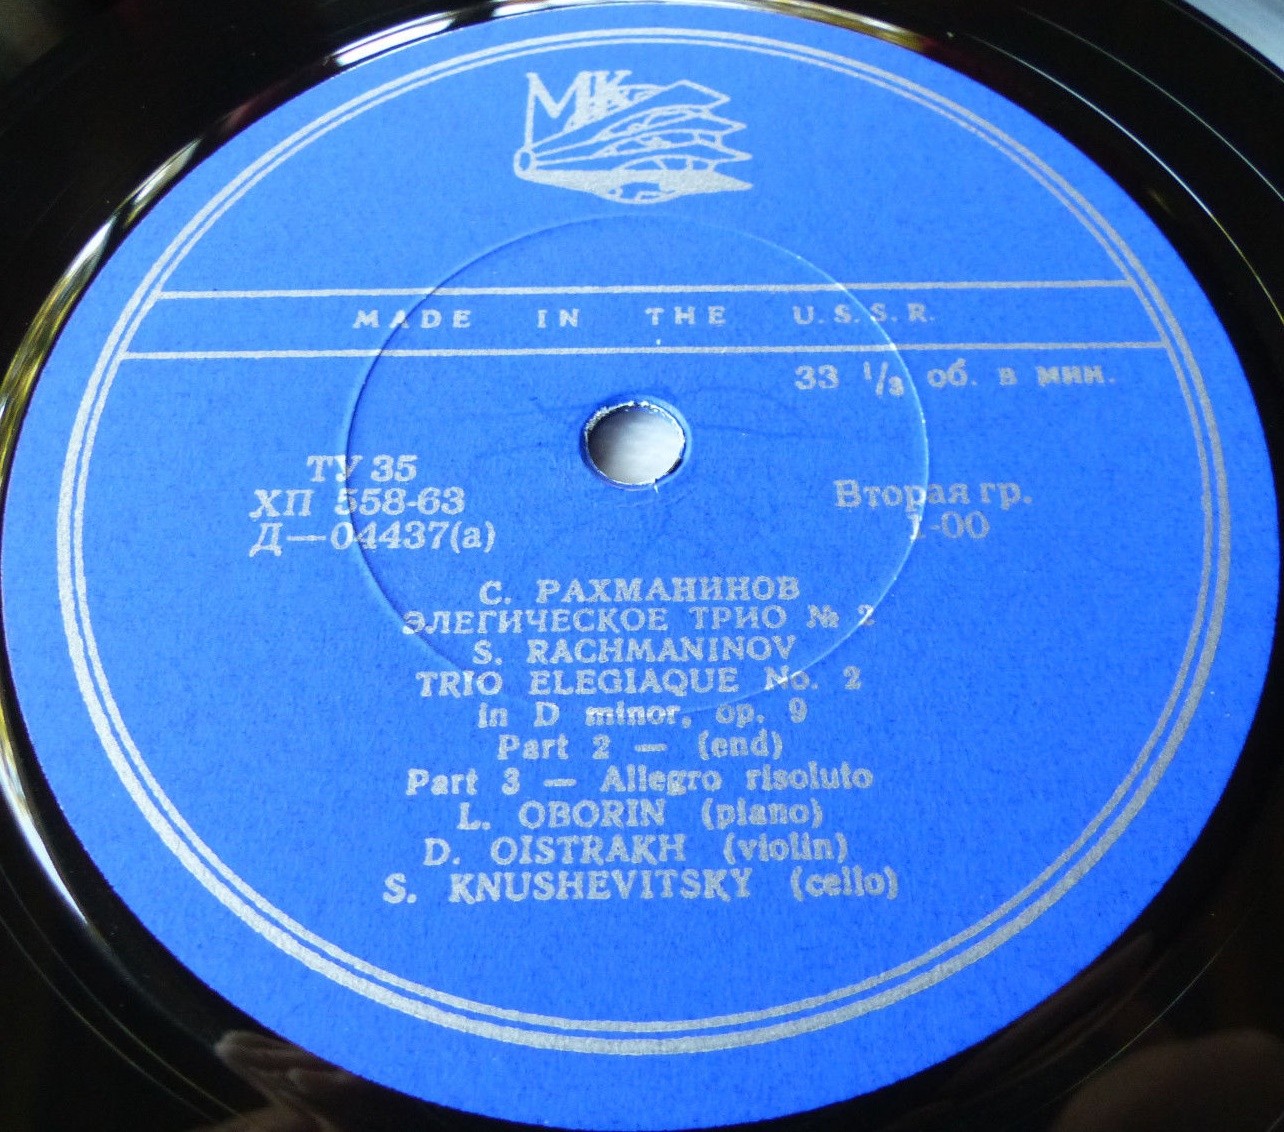 МК
MADE IN THE U.S.S.R.
33 1/3 об. в мин.
ТУ 35
ХП 558-63
Д—04437(а)
Вторая гр.
1-00
С. РАХМАНИНОВ
ЭЛЕГИЧЕСКОЕ ТРИО № 2
S. RACHMANINOV
TRIO ELEGIAQUE No. 2
in D minor, op. 9
Part 2 — (end)
Part 3 — Allegro risoluto
L. OBORIN (piano)
D. OISTRAKH (violin)
S. KNUSHEVITSKY (cello)